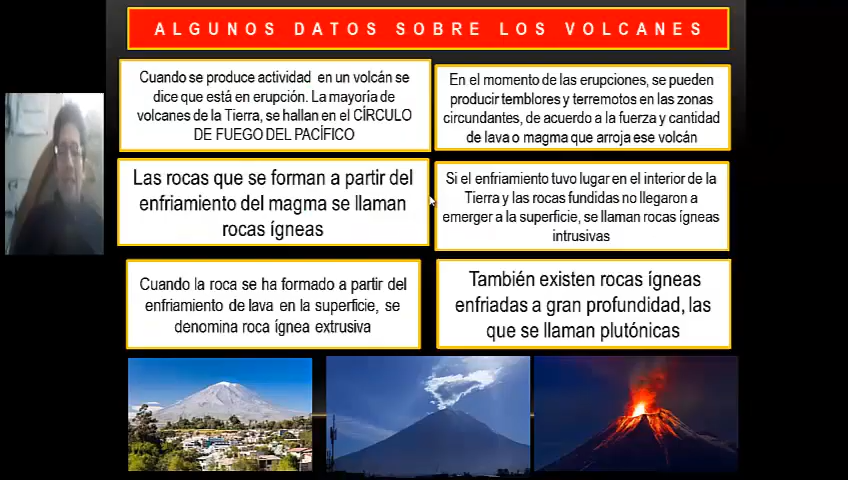 ALGUNOS DATOS SOBRE LOS VOLCANES
Cuando se produce actividad en un volcán se
dice que está en erupción. La mayoría de
volcanes de la Tierra, se hallan en el CÍRCULO
DE FUEGO DEL PACÍFICO
En el momento de las erupciones, se pueden
producir temblores y terremotos en las zonas
circundantes, de acuerdo a la fuerza y cantidad
de lava o magma que arroja ese volcán
Las rocas que se forman a partir del
enfriamiento del magma se llaman
rocas ígneas
Si el enfriamiento tuvo lugar en el interior de la
Tierra y las rocas fundidas no llegaron a
emerger a la superficie, se llaman rocas ígneas
intrusivas
Cuando la roca se ha formado a partir del
enfriamiento de lava en la superficie, se
denomina roca ígnea extrusiva
También existen rocas ígneas
enfriadas a gran profundidad, las
que se llaman plutónicas